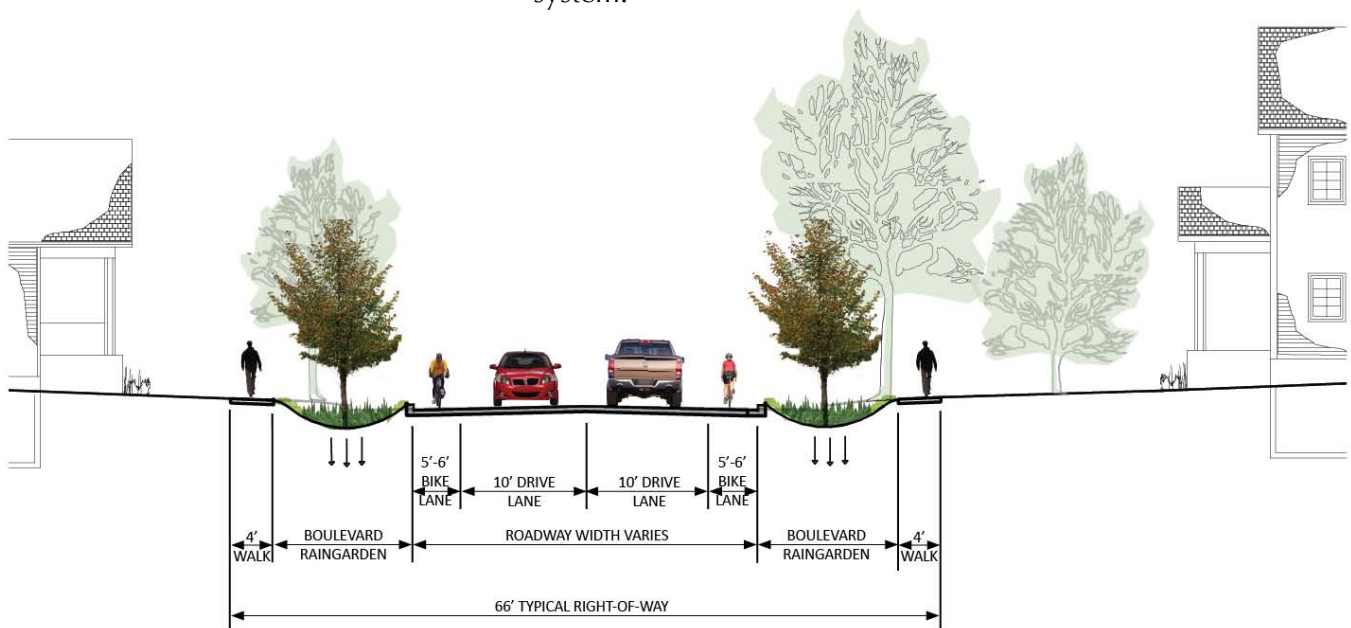 system.
5'-6'
BIKE
LANE
10' DRIVE
LANE
10' DRIVE
LANE
5'-6'
BIKE
LANE
4'
WALK
BOULEVARD
RAINGARDEN
ROADWAY WIDTH VARIES
BOULEVARD
RAINGARDEN
4'
WALK
66' TYPICAL RIGHT-OF-WAY